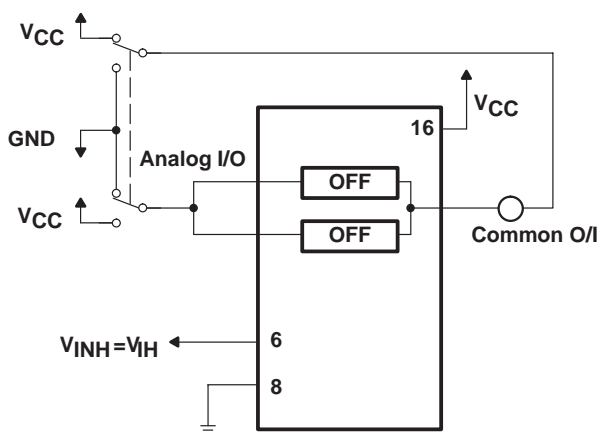 VCC
VCC
16
GND
Analog I/O
OFF
VCC
OFF
Common O/I
VINH=VIH
6
8